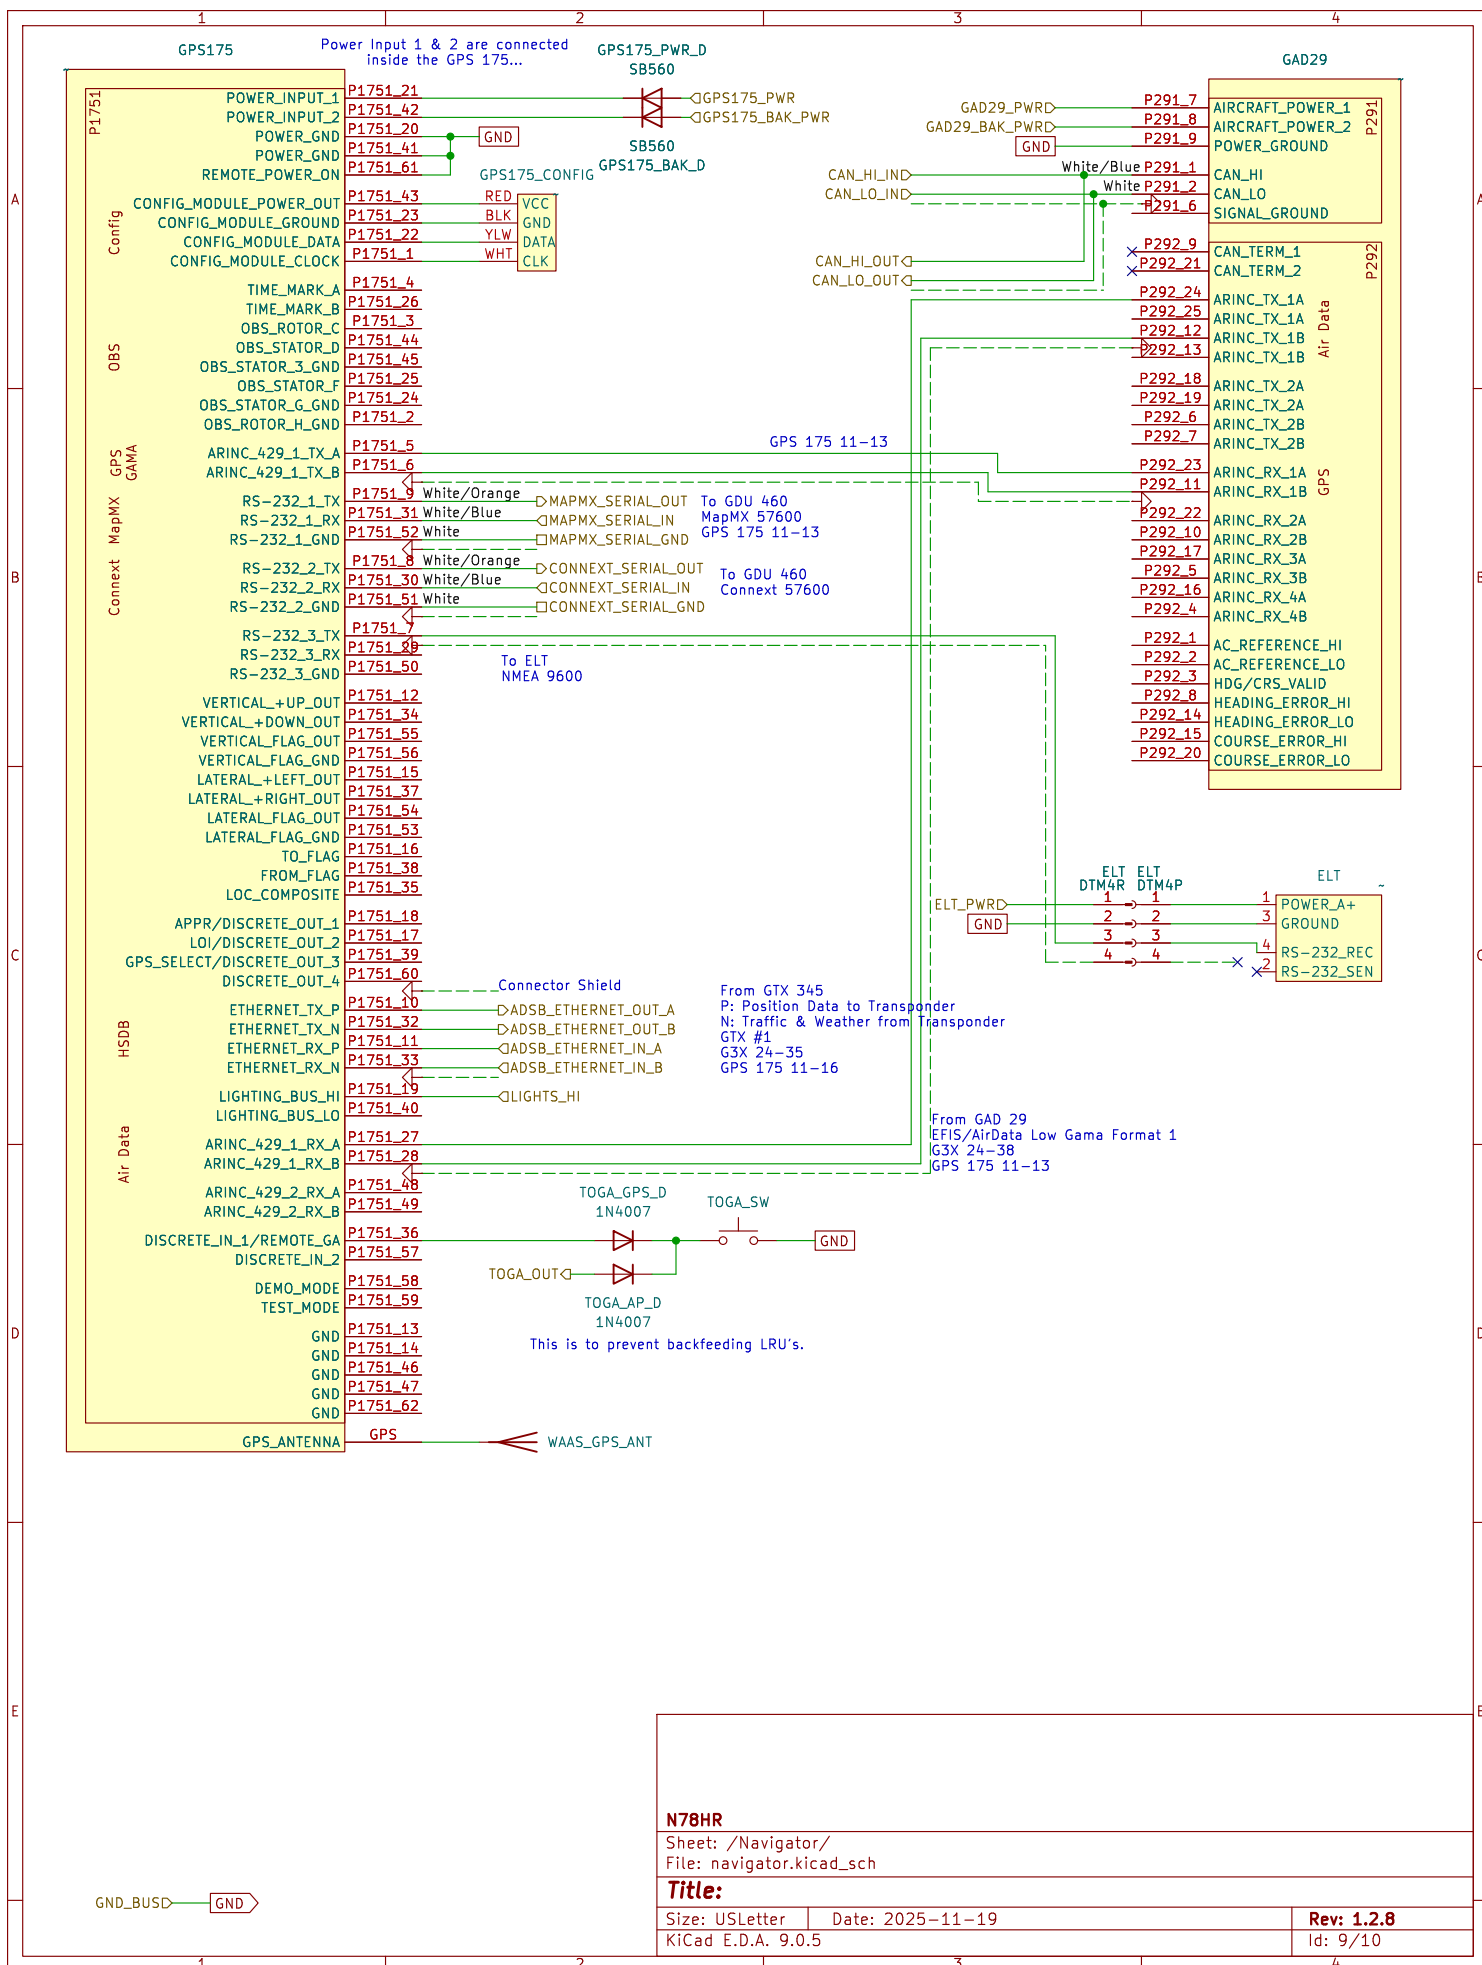 1
2
3
4
GPS175
Power Input 1 & 2 are connected
inside the GPS 175...
GPS175_PWR_D
SB560
GAD29
P1751
POWER_INPUT_1
P1751_21
GPS175_PWR
POWER_INPUT_2
P1751_42
GPS175_BAK_PWR
POWER_GND
P1751_20
GND
POWER_GND
P1751_41
REMOTE_POWER_ON
P1751_61
SB560
GPS175_BAK_D
GPS175_CONFIG
Config
CONFIG_MODULE_POWER_OUT
P1751_43
RED
VCC
CONFIG_MODULE_GROUND
P1751_23
BLK
GND
CONFIG_MODULE_DATA
P1751_22
YLW
DATA
CONFIG_MODULE_CLOCK
P1751_1
WHT
CLK
TIME_MARK_A
P1751_4
TIME_MARK_B
P1751_26
OBS
OBS_ROTOR_C
P1751_3
OBS_STATOR_D
P1751_44
OBS_STATOR_3_GND
P1751_45
OBS_STATOR_F
P1751_25
OBS_STATOR_G_GND
P1751_24
OBS_ROTOR_H_GND
P1751_2
GPS
GAMA
ARINC_429_1_TX_A
P1751_5
ARINC_429_1_TX_B
P1751_6
GPS 175 11-13
MapMX
RS-232_1_TX
P1751_9
White/Orange
MAPMX_SERIAL_OUT
RS-232_1_RX
P1751_31
White/Blue
MAPMX_SERIAL_IN
RS-232_1_GND
P1751_52
White
MAPMX_SERIAL_GND
To GDU 460
MapMX 57600
GPS 175 11-13
Connext
RS-232_2_TX
P1751_8
White/Orange
CONNEXT_SERIAL_OUT
RS-232_2_RX
P1751_30
White/Blue
CONNEXT_SERIAL_IN
RS-232_2_GND
P1751_51
White
CONNEXT_SERIAL_GND
To GDU 460
Connext 57600
RS-232_3_TX
P1751_7
RS-232_3_RX
P1751_29
RS-232_3_GND
P1751_50
To ELT
NMEA 9600
VERTICAL_+UP_OUT
P1751_12
VERTICAL_+DOWN_OUT
P1751_34
VERTICAL_FLAG_OUT
P1751_55
VERTICAL_FLAG_GND
P1751_56
LATERAL_+LEFT_OUT
P1751_15
LATERAL_+RIGHT_OUT
P1751_37
LATERAL_FLAG_OUT
P1751_54
LATERAL_FLAG_GND
P1751_53
TO_FLAG
P1751_16
FROM_FLAG
P1751_38
LOC_COMPOSITE
P1751_35
APPR/DISCRETE_OUT_1
P1751_18
LOI/DISCRETE_OUT_2
P1751_17
GPS_SELECT/DISCRETE_OUT_3
P1751_39
DISCRETE_OUT_4
P1751_60
Connector Shield
HSDB
ETHERNET_TX_P
P1751_10
ADSB_ETHERNET_OUT_A
ETHERNET_TX_N
P1751_32
ADSB_ETHERNET_OUT_B
ETHERNET_RX_P
P1751_11
ADSB_ETHERNET_IN_A
ETHERNET_RX_N
P1751_33
ADSB_ETHERNET_IN_B
From GTX 345
P: Position Data to Transponder
N: Traffic & Weather from Transponder
GTX #1
G3X 24-35
GPS 175 11-16
LIGHTING_BUS_HI
P1751_19
LIGHTS_HI
LIGHTING_BUS_LO
P1751_40
Air Data
ARINC_429_1_RX_A
P1751_27
ARINC_429_1_RX_B
P1751_28
ARINC_429_2_RX_A
P1751_48
ARINC_429_2_RX_B
P1751_49
From GAD 29
EFIS/AirData Low Gama Format 1
G3X 24-38
GPS 175 11-13
TOGA_GPS_D
1N4007
TOGA_SW
DISCRETE_IN_1/REMOTE_GA
P1751_36
GND
DISCRETE_IN_2
P1751_57
TOGA_OUT
DEMO_MODE
P1751_58
TEST_MODE
P1751_59
TOGA_AP_D
1N4007
This is to prevent backfeeding LRU's.
GND
P1751_13
GND
P1751_14
GND
P1751_46
GND
P1751_47
GND
P1751_62
GPS_ANTENNA
GPS
WAAS_GPS_ANT
P291
GAD29_PWR
P291_7
AIRCRAFT_POWER_1
GAD29_BAK_PWR
P291_8
AIRCRAFT_POWER_2
GND
P291_9
POWER_GROUND
CAN_HI_IN
White/Blue
P291_1
CAN_HI
CAN_LO_IN
White
P291_2
CAN_LO
P291_6
SIGNAL_GROUND
P292
CAN_HI_OUT
CAN_LO_OUT
P292_9
CAN_TERM_1
P292_21
CAN_TERM_2
Air Data
P292_24
ARINC_TX_1A
P292_25
ARINC_TX_1A
P292_12
ARINC_TX_1B
P292_13
ARINC_TX_1B
P292_18
ARINC_TX_2A
P292_19
ARINC_TX_2A
P292_6
ARINC_TX_2B
P292_7
ARINC_TX_2B
GPS
P292_23
ARINC_RX_1A
P292_11
ARINC_RX_1B
P292_22
ARINC_RX_2A
P292_10
ARINC_RX_2B
P292_17
ARINC_RX_3A
P292_5
ARINC_RX_3B
P292_16
ARINC_RX_4A
P292_4
ARINC_RX_4B
P292_1
AC_REFERENCE_HI
P292_2
AC_REFERENCE_LO
P292_3
HDG/CRS_VALID
P292_8
HEADING_ERROR_HI
P292_14
HEADING_ERROR_LO
P292_15
COURSE_ERROR_HI
P292_20
COURSE_ERROR_LO
ELT ELT
DTM4R DTM4P
ELT
~
ELT_PWR
1 1
1
POWER_A+
GND
2 2
3
GROUND
3 3
4
RS-232_REC
4 4
2
RS-232_SEN
A
B
C
D
E
A
B
C
D
E
GND_BUS
GND
N78HR
Sheet: /Navigator/
File: navigator.kicad_sch
Title:
Size: USLetter
Date: 2025-11-19
Rev: 1.2.8
KiCad E.D.A. 9.0.5
Id: 9/10
1
2
3
4